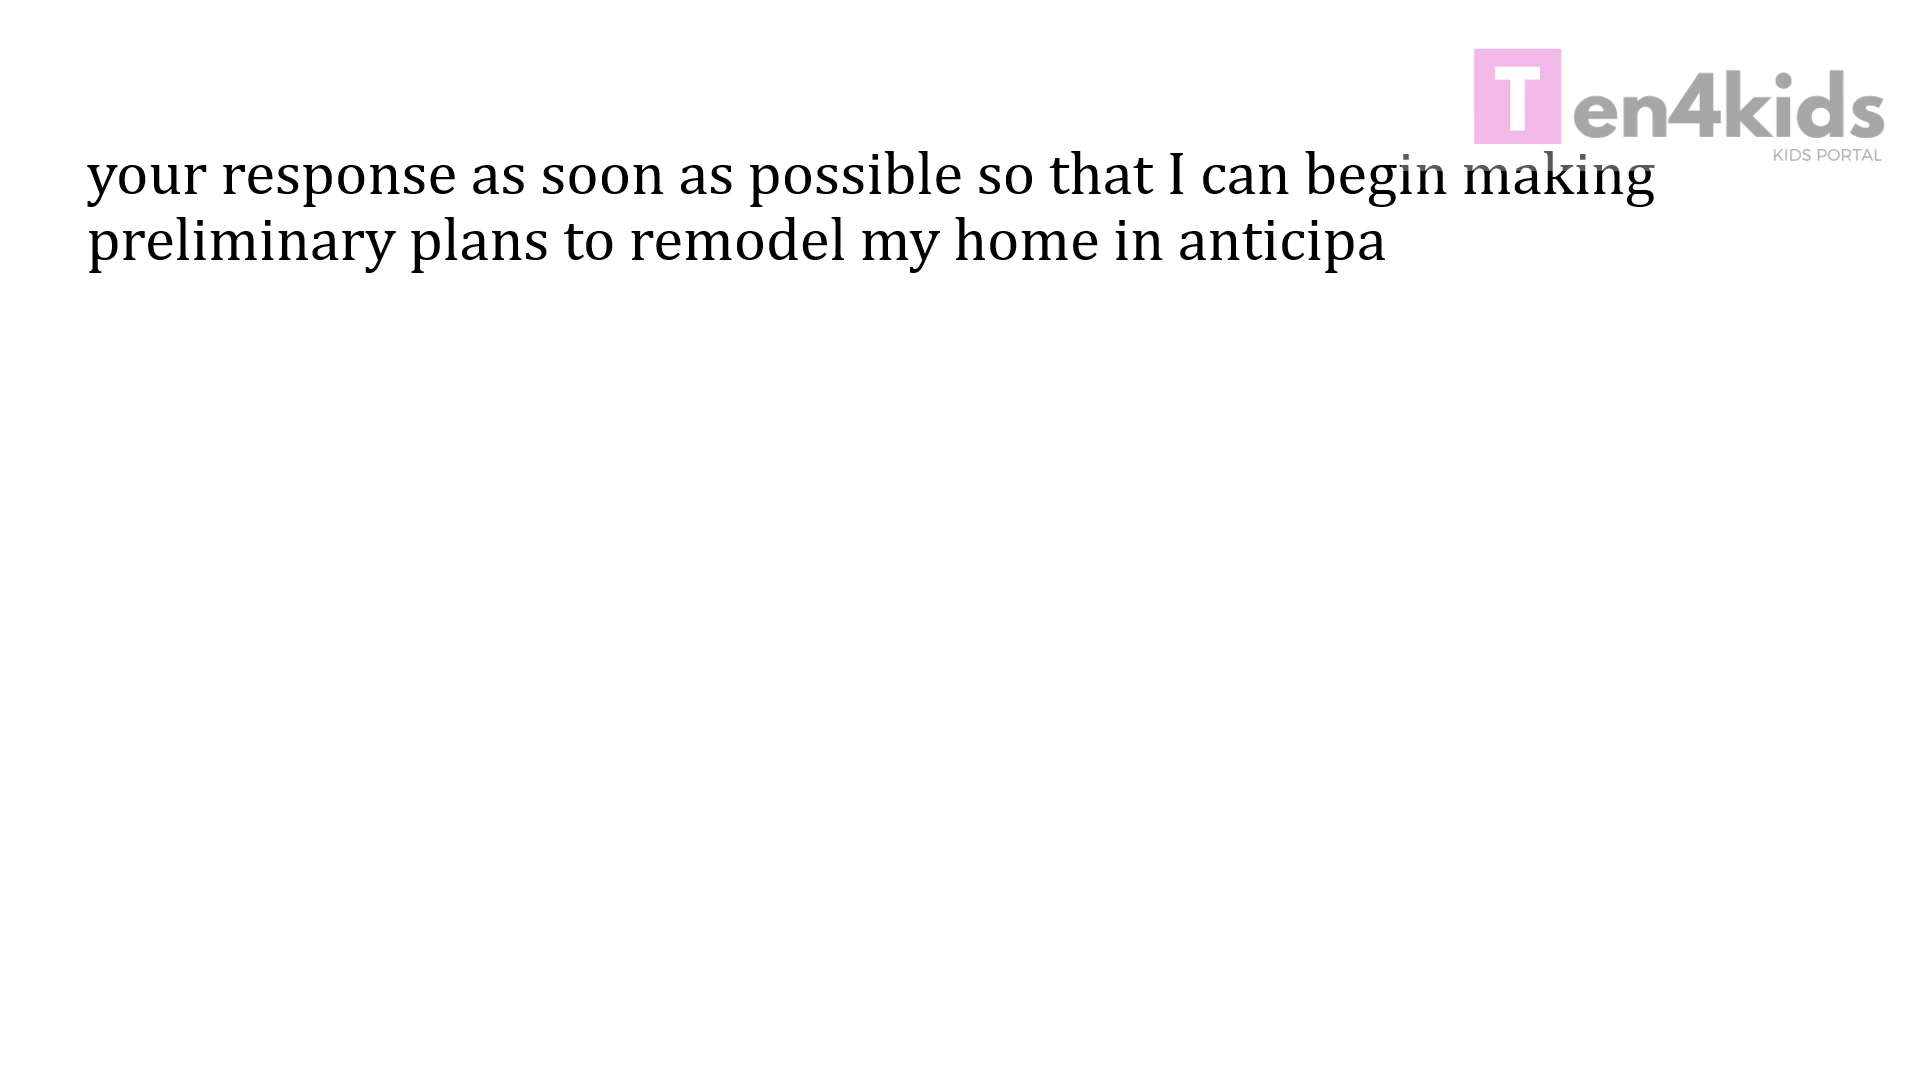 Ten4kids
KIDS PORTAL
your response as soon as possible so that I can begin making
preliminary plans to remodel my home in anticipa